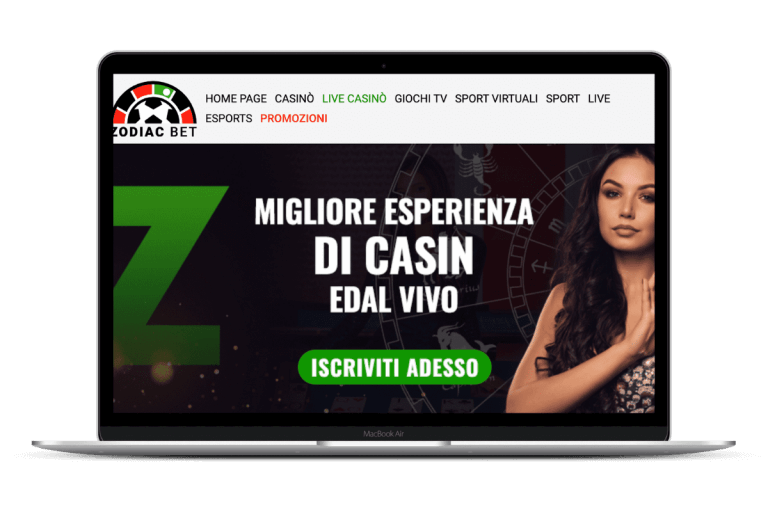 HOME PAGE CASINÒ LIVE CASINÒ GIOCHI TV SPORT VIRTUALI SPORT LIVE
ESPORTS PROMOZIONI
ZODIAC BET
MIGLIORE ESPERIENZA
DI CASIN
EDAL VIVO
ISCRIVITI ADESSO
MacBook Air